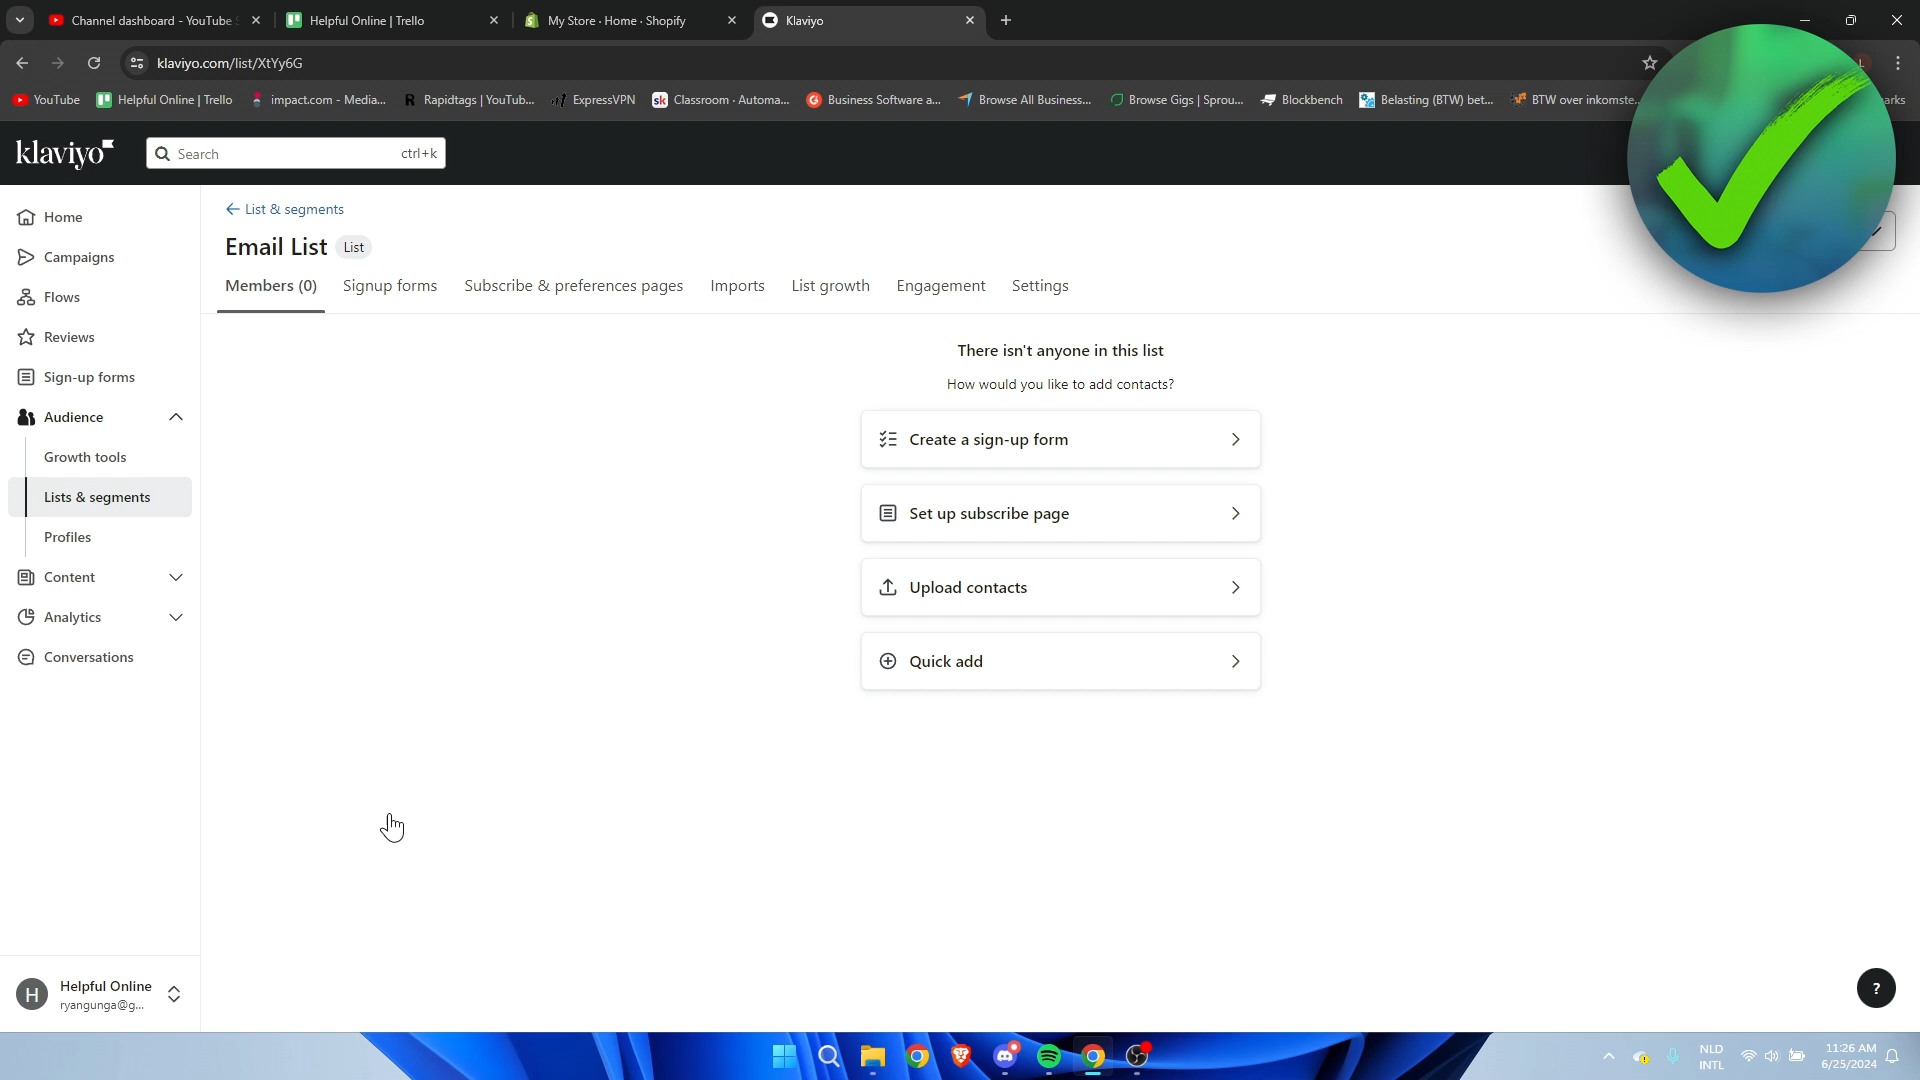 Channel dashboard - YouTube
Helpful Online | Trello
My Store · Home · Shopify
Klaviyo
klaviyo.com/list/XtYy6G
YouTube
Helpful Online | Trello
impact.com - Media...
Rapidtags | YouTub...
ExpressVPN
Classroom · Automa...
Business Software a...
Browse All Business...
Browse Gigs | Sprou...
Blockbench
Belasting (BTW) bet...
BTW over inkomste...
arks
klaviyo
Search
ctrl+k
Home
Campaigns
Flows
Reviews
Sign-up forms
Audience
Growth tools
Lists & segments
Profiles
Content
Analytics
Conversations
Helpful Online
ryangunga@g...
H
List & segments
Email List
List
Members (0)
Signup forms
Subscribe & preferences pages
Imports
List growth
Engagement
Settings
There isn't anyone in this list
How would you like to add contacts?
Create a sign-up form
Set up subscribe page
Upload contacts
Quick add
?
NLD
INTL
11:26 AM
6/25/2024